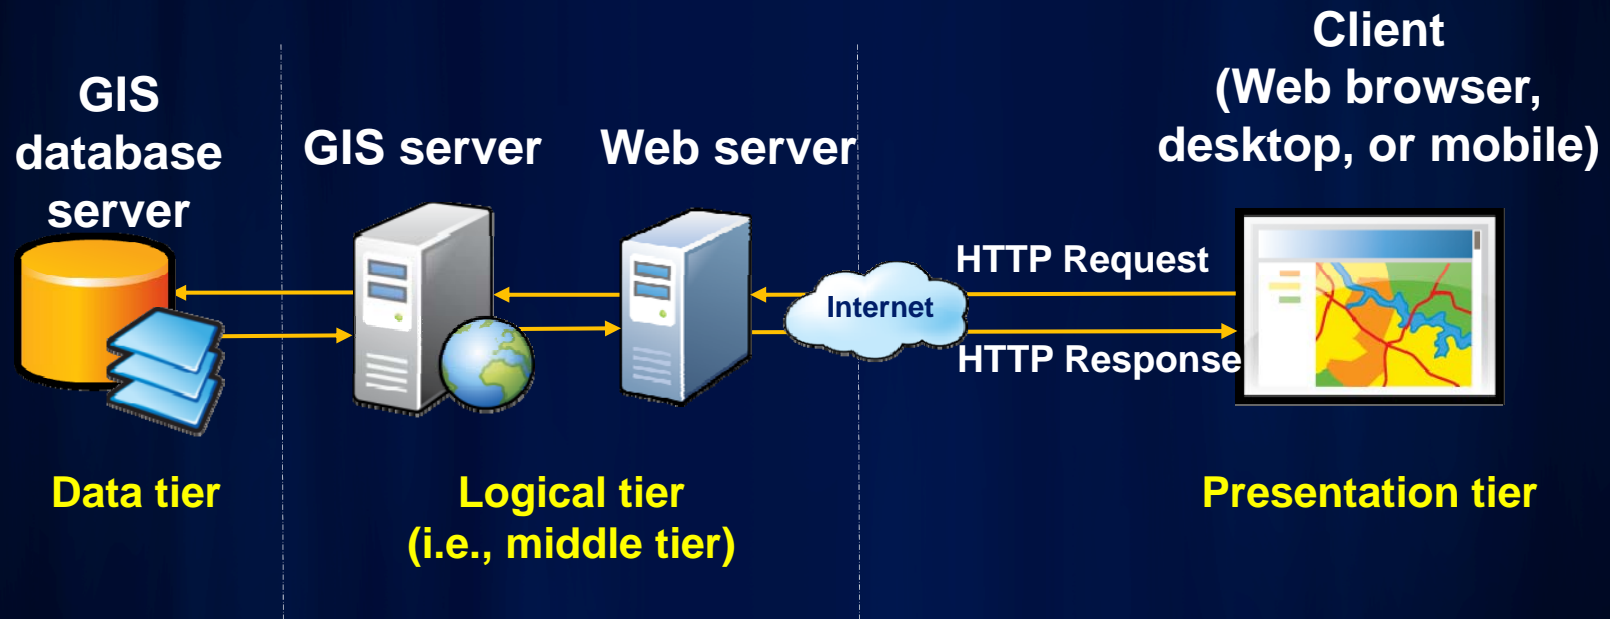 GIS
database
server
GIS server
Web server
Client
(Web browser,
desktop, or mobile)
HTTP Request
Internet
HTTP Response
Data tier
Logical tier
(i.e., middle tier)
Presentation tier